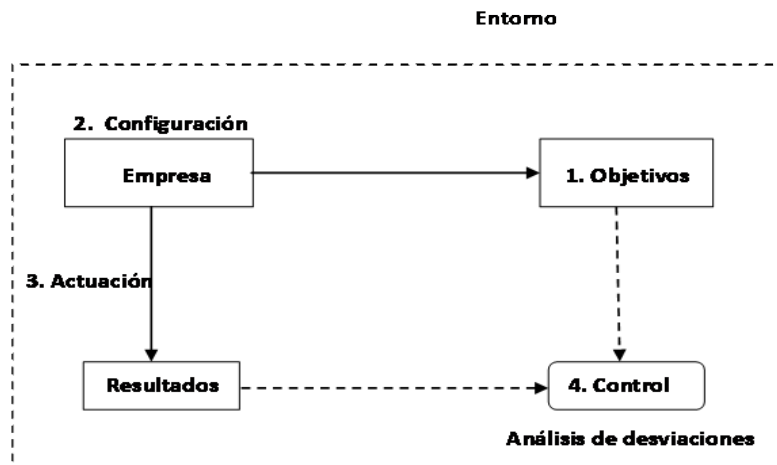 Entorno
2. Configuración
Empresa
1. Objetivos
3. Actuación
Resultados
4. Control
Análisis de desviaciones